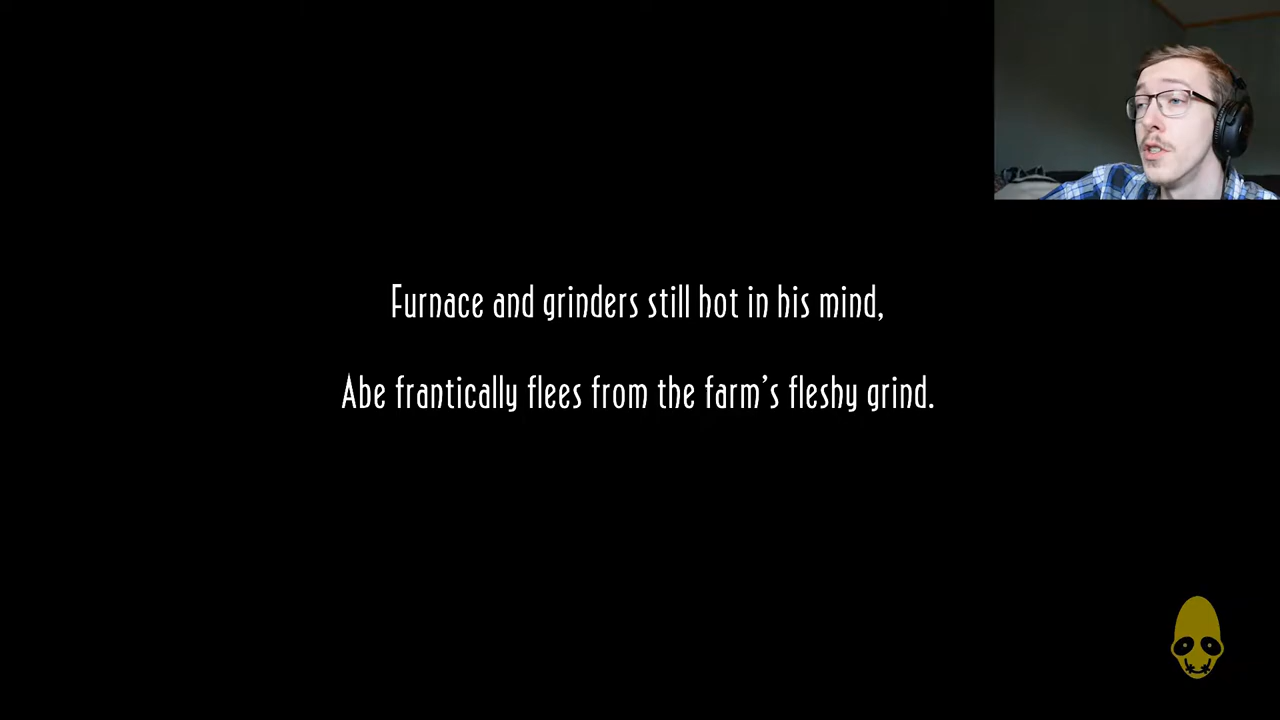 Furnace and grinders still hot in his mind,
Abe frantically flees from the farm’s fleshy grind.